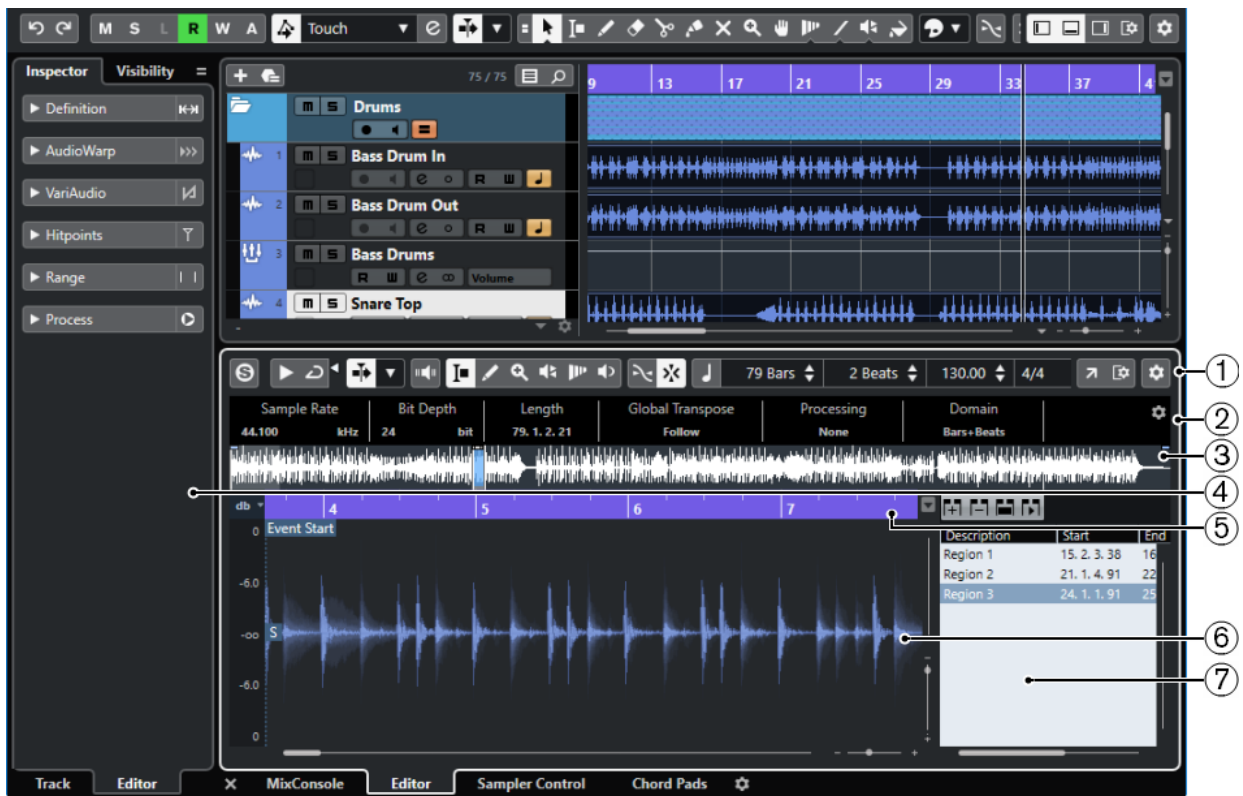 M S L R W A Touch
Inspector Visibility
75 / 75
9 13 17 21 25 29 33 37 4
Definition
AudioWarp
VariAudio
Hitpoints
Range
Process
m S Drums
1 m S Bass Drum In
e R W
2 m S Bass Drum Out
e R W
3 m S Bass Drums
R W e Volume
4 m S Snare Top
S 79 Bars 2 Beats 130.00 4/4
Sample Rate Bit Depth Length Global Transpose Processing Domain
44.100 kHz 24 bit 79. 1. 2. 21 Follow None Bars+Beats
db 4 5 6 7
Event Start
0
-6.0
-∞ S
-6.0
0
Description Start End
Region 1 15. 2. 3. 38 16
Region 2 21. 1. 4. 91 22
Region 3 24. 1. 1. 91 25
1
2
3
4
5
6
7
Track Editor
MixConsole Editor Sampler Control Chord Pads